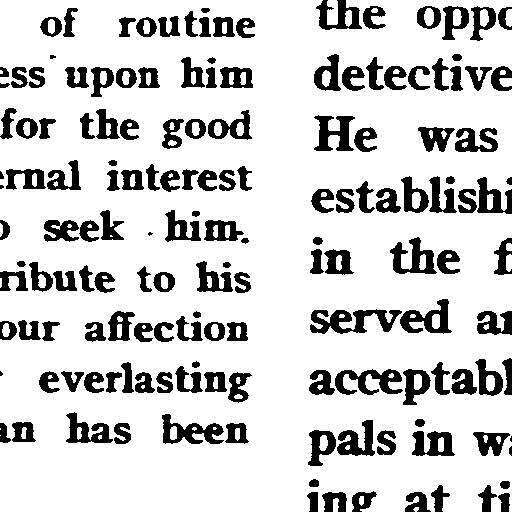 of routine
ess upon him
for the good
ernal interest
o seek him.
ribute to his
our affection
everlasting
an has been
the oppo
detective
He was
establishi
in the f
served an
acceptabl
pals in wa
ing at ti